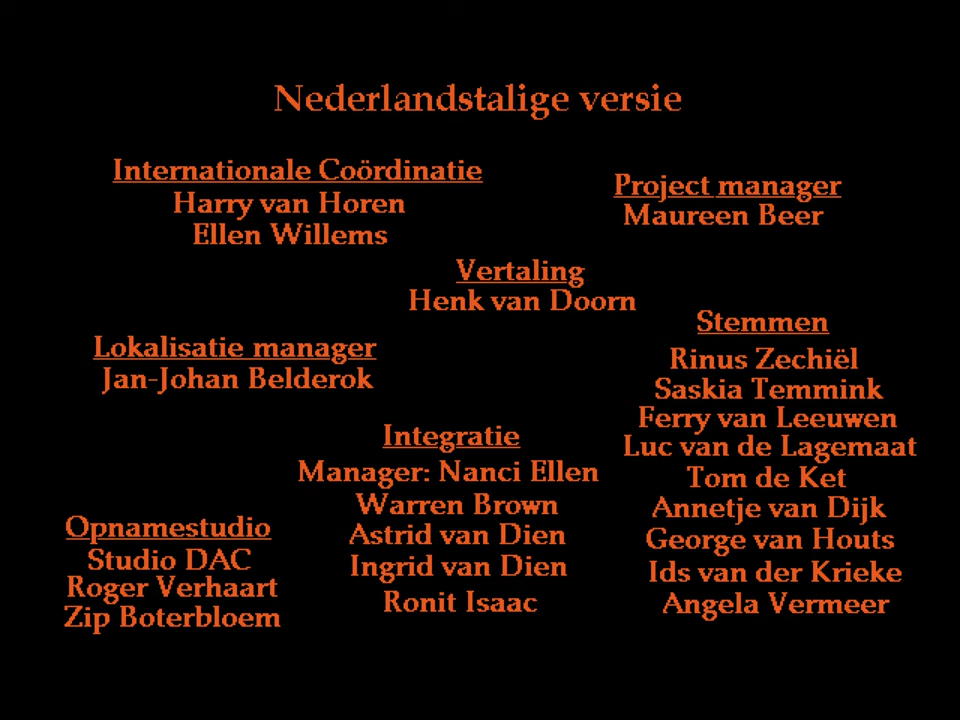 Nederlandstalige versie
Internationale Coördinatie
Harry van Horen
Ellen Willems
Project manager
Maureen Beer
Vertaling
Henk van Doorn
Lokalisatie manager
Jan-Johan Belderok
Stemmen
Rinus Zechiël
Saskia Temmink
Ferry van Leeuwen
Luc van de Lagemaat
Tom de Ket
Annetje van Dijk
George van Houts
Ids van der Krieke
Angela Vermeer
Integratie
Manager: Nanci Ellen
Warren Brown
Astrid van Dien
Ingrid van Dien
Ronit Isaac
Opnamestudio
Studio DAC
Roger Verhaart
Zip Boterbloem